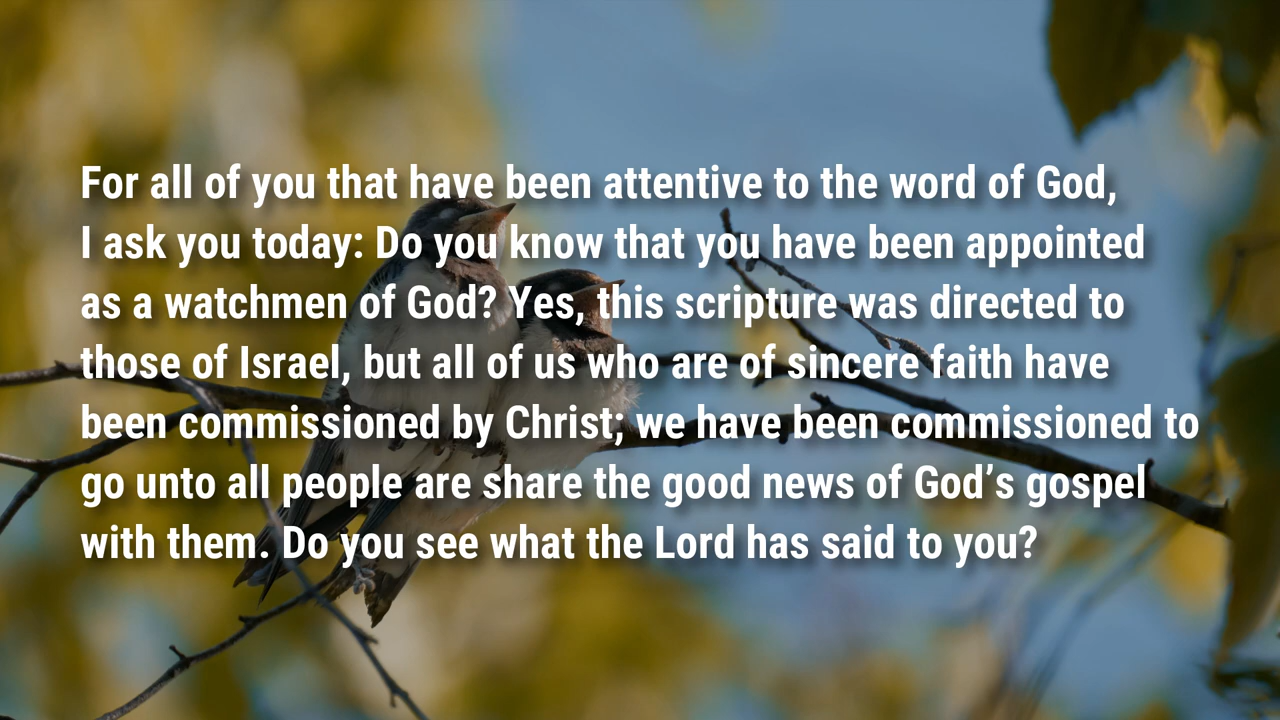 For all of you that have been attentive to the word of God,
I ask you today: Do you know that you have been appointed
as a watchmen of God? Yes, this scripture was directed to
those of Israel, but all of us who are of sincere faith have
been commissioned by Christ; we have been commissioned to
go unto all people are share the good news of God’s gospel
with them. Do you see what the Lord has said to you?